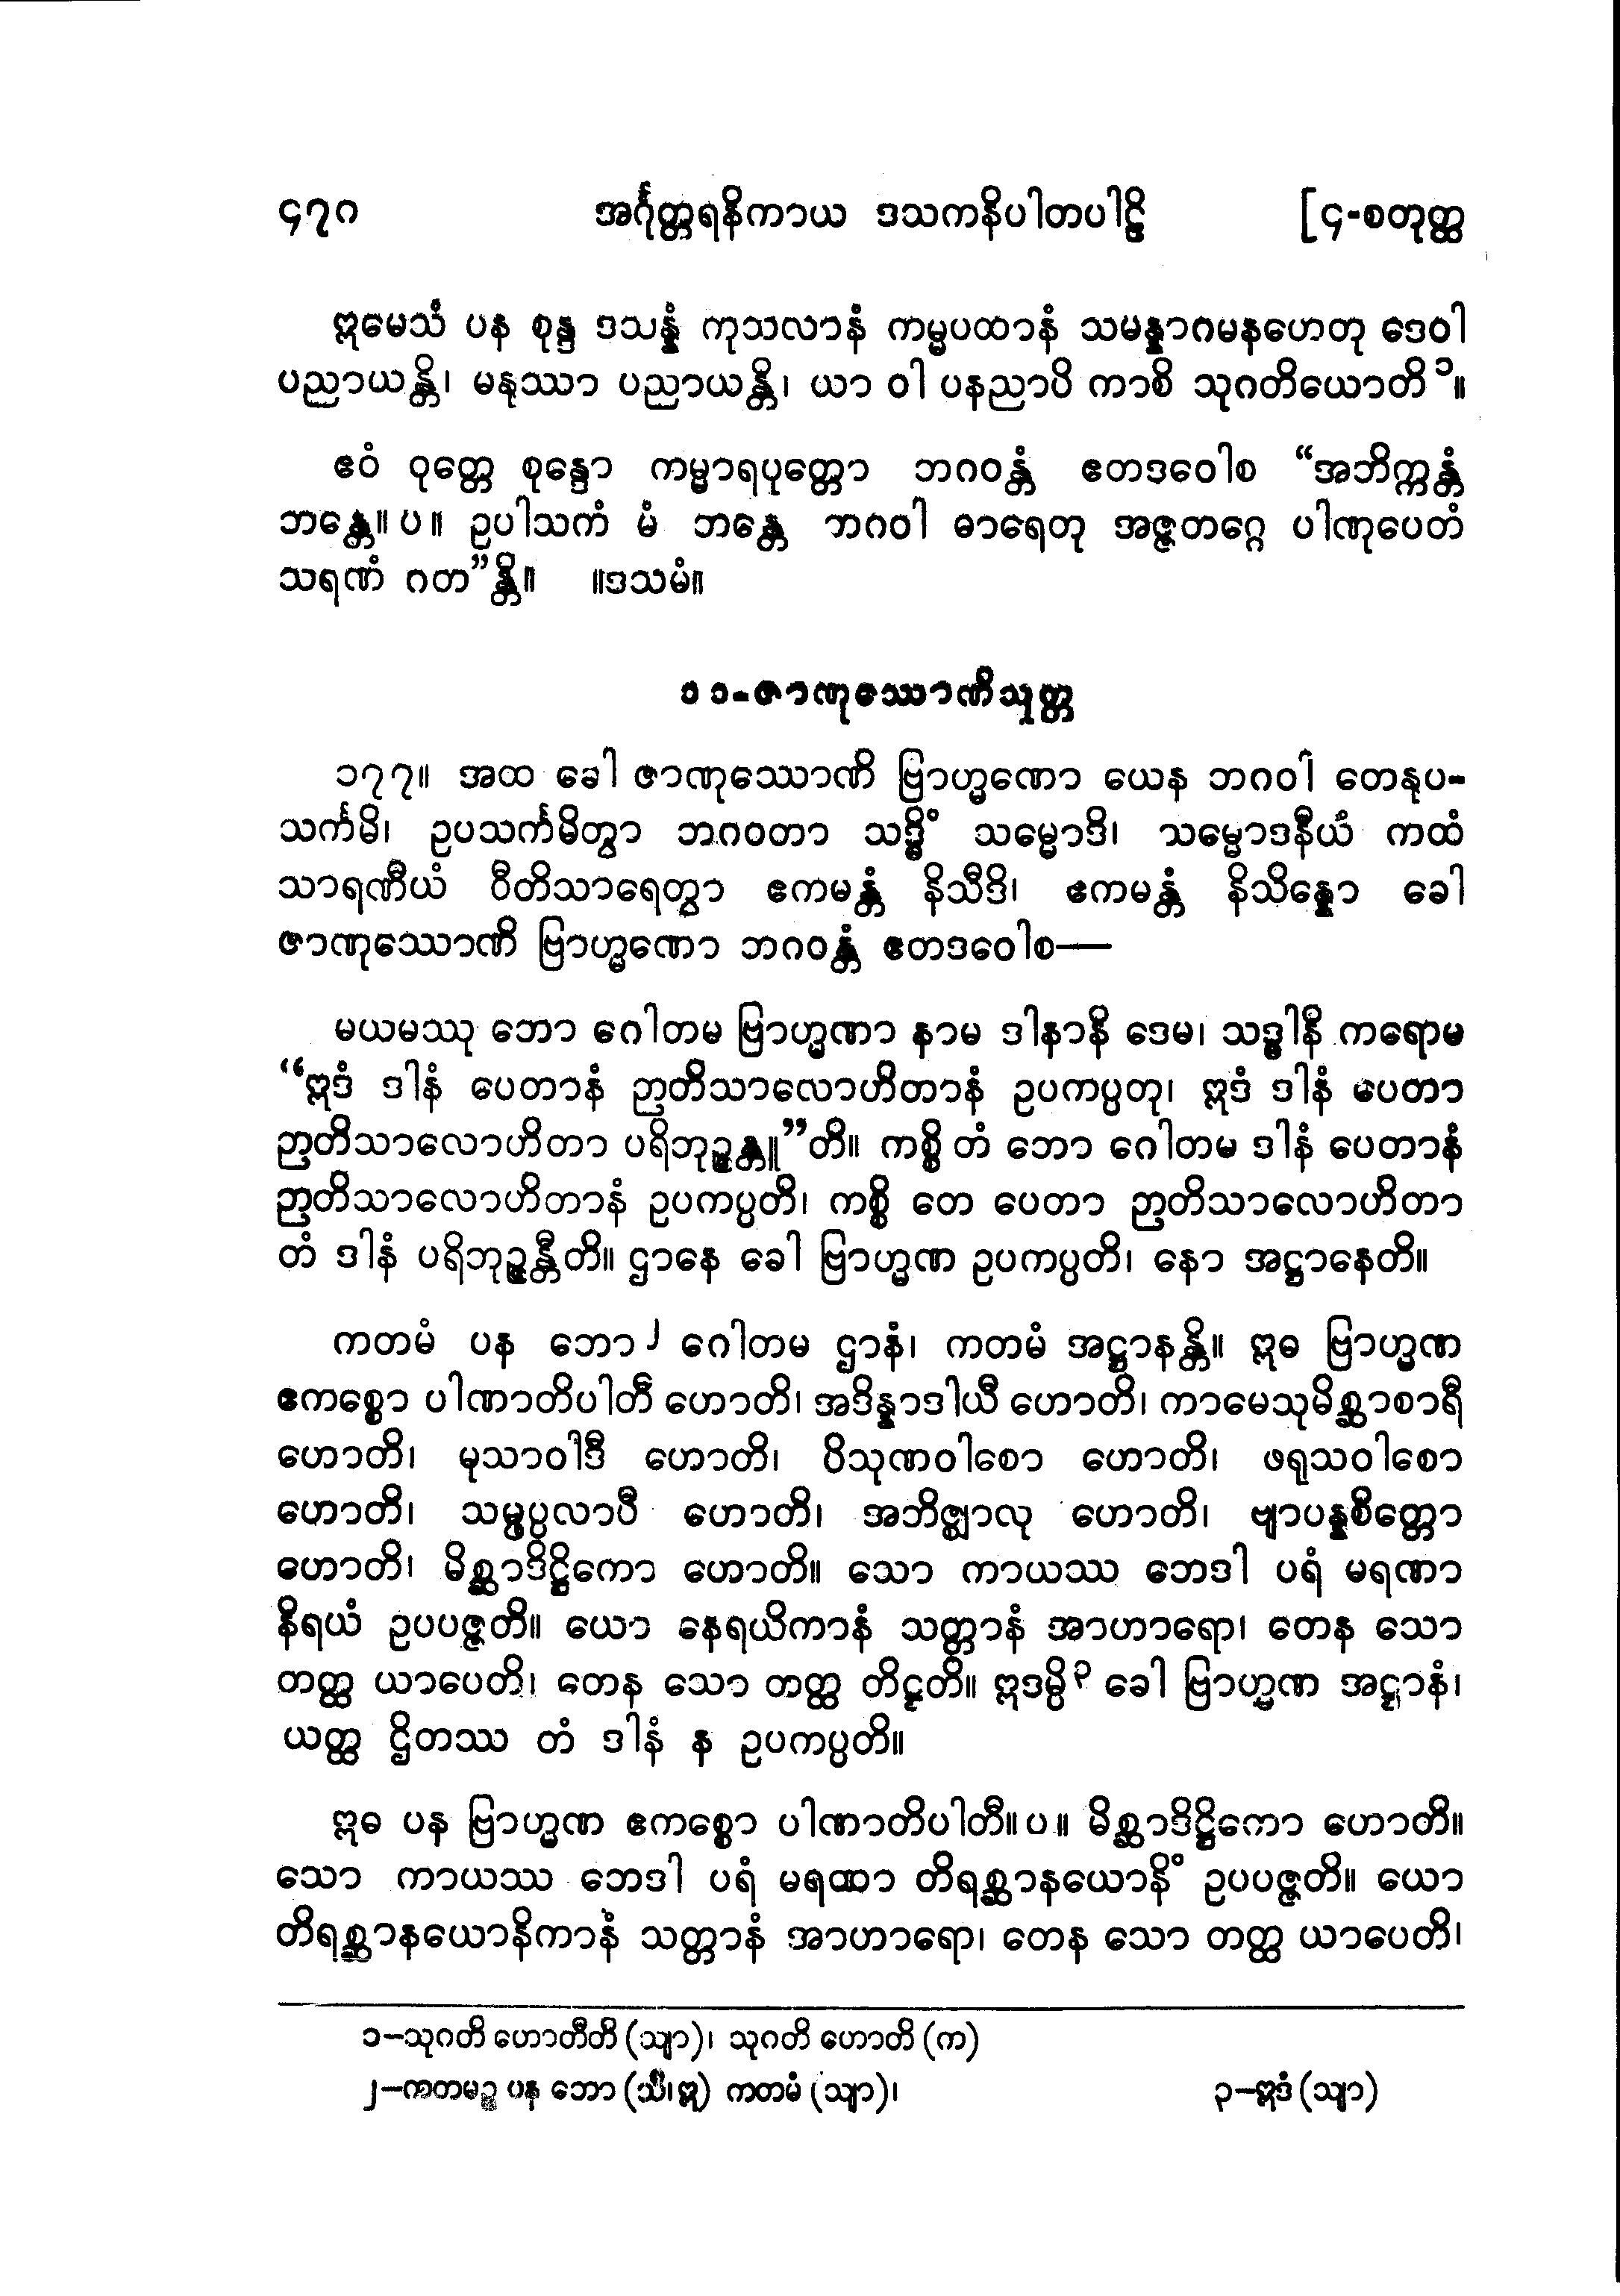 ၄၇၀ အင်္ဂုတ္တရနိကာယ ဒသကနိပါတပါဠိ [၄-စတုတ္ထ
ဣမေသံ ပန စုန္ဒ ဒသန္နံ ကုသလာနံ ကမ္မပထာနံ သမန္နာဂမနဟေတု ဒေဝါ
ပညာယန္တိ၊ မနုဿာ ပညာယန္တိ၊ ယာ ဝါ ပနညာပိ ကာစိ သုဂတိယောတိ ၁။
ဧဝံ ဝုတ္တေ စုန္ဒော ကမ္မာရပုတ္တော ဘဂဝန္တံ ဧတဒဝေါစ “အဘိက္ကန္တံ
ဘန္တေ။ ပ။ ဥပါသကံ မံ ဘန္တေ ဘဂဝါ ဓာရေတု အဇ္ဇတဂ္ဂေ ပါဏုပေတံ
သရဏံ ဂတ”န္တိ။ ။ဒသမံ။
၁၁-ဇာဏုဿောဏိသုတ္တ
၁၇၇။ အထ ခေါ ဇာဏုဿောဏိ ဗြာဟ္မဏော ယေန ဘဂဝါ တေနုပ-
သင်္ကမိ၊ ဥပသင်္ကမိတွာ ဘဂဝတာ သဒ္ဓိံ သမ္မောဒိ၊ သမ္မောဒနီယံ ကထံ
သာရဏီယံ ဝီတိသာရေတွာ ဧကမန္တံ နိသီဒိ၊ ဧကမန္တံ နိသိန္နော ခေါ
ဇာဏုဿောဏိ ဗြာဟ္မဏော ဘဂဝန္တံ ဧတဒဝေါစ—
မယမဿု ဘော ဂေါတမ ဗြာဟ္မဏာ နာမ ဒါနာနိ ဒေမ၊ သဒ္ဓါနိ ကရောမ
“ဣဒံ ဒါနံ ပေတာနံ ဉာတိသာလောဟိတာနံ ဥပကပ္ပတု၊ ဣဒံ ဒါနံ ပေတာ
ဉာတိသာလောဟိတာ ပရိဘုဉ္ဇန္တူ”တိ။ ကစ္စိ တံ ဘော ဂေါတမ ဒါနံ ပေတာနံ
ဉာတိသာလောဟိတာနံ ဥပကပ္ပတိ၊ ကစ္စိ တေ ပေတာ ဉာတိသာလောဟိတာ
တံ ဒါနံ ပရိဘုဉ္ဇန္တီတိ။ ဌာနေ ခေါ ဗြာဟ္မဏ ဥပကပ္ပတိ၊ နော အဋ္ဌာနေတိ။
ကတမံ ပန ဘော ၂ ဂေါတမ ဌာနံ၊ ကတမံ အဋ္ဌာနန္တိ။ ဣဓ ဗြာဟ္မဏ
ဧကစ္စော ပါဏာတိပါတီ ဟောတိ၊ အဒိန္နာဒါယီ ဟောတိ၊ ကာမေသုမိစ္ဆာစာရီ
ဟောတိ၊ မုသာဝါဒီ ဟောတိ၊ ပိသုဏဝါစော ဟောတိ၊ ဖရုသဝါစော
ဟောတိ၊ သမ္ဖပ္ပလာပီ ဟောတိ၊ အဘိဇ္ဈာလု ဟောတိ၊ ဗျာပန္နစိတ္တော
ဟောတိ၊ မိစ္ဆာဒိဋ္ဌိကော ဟောတိ။ သော ကာယဿ ဘေဒါ ပရံ မရဏာ
နိရယံ ဥပပဇ္ဇတိ။ ယော နေရယိကာနံ သတ္တာနံ အာဟာရော၊ တေန သော
တတ္ထ ယာပေတိ၊ တေန သော တတ္ထ တိဋ္ဌတိ။ ဣဒမ္ပိ ၃ ခေါ ဗြာဟ္မဏ အဋ္ဌာနံ၊
ယတ္ထ ဌိတဿ တံ ဒါနံ န ဥပကပ္ပတိ။
ဣဓ ပန ဗြာဟ္မဏ ဧကစ္စော ပါဏာတိပါတီ။ ပ။ မိစ္ဆာဒိဋ္ဌိကော ဟောတိ။
သော ကာယဿ ဘေဒါ ပရံ မရဏာ တိရစ္ဆာနယောနိံ ဥပပဇ္ဇတိ။ ယော
တိရစ္ဆာနယောနိကာနံ သတ္တာနံ အာဟာရော၊ တေန သော တတ္ထ ယာပေတိ၊
၁-သုဂတိ ဟောတီတိ (သျာ)၊ သုဂတိ ဟောတိ (က)
၂-ကတမဉ္စ ပန ဘော (သီ၊ ဣ) ကတမံ (သျာ)၊ ၃-ဣဒံ (သျာ)